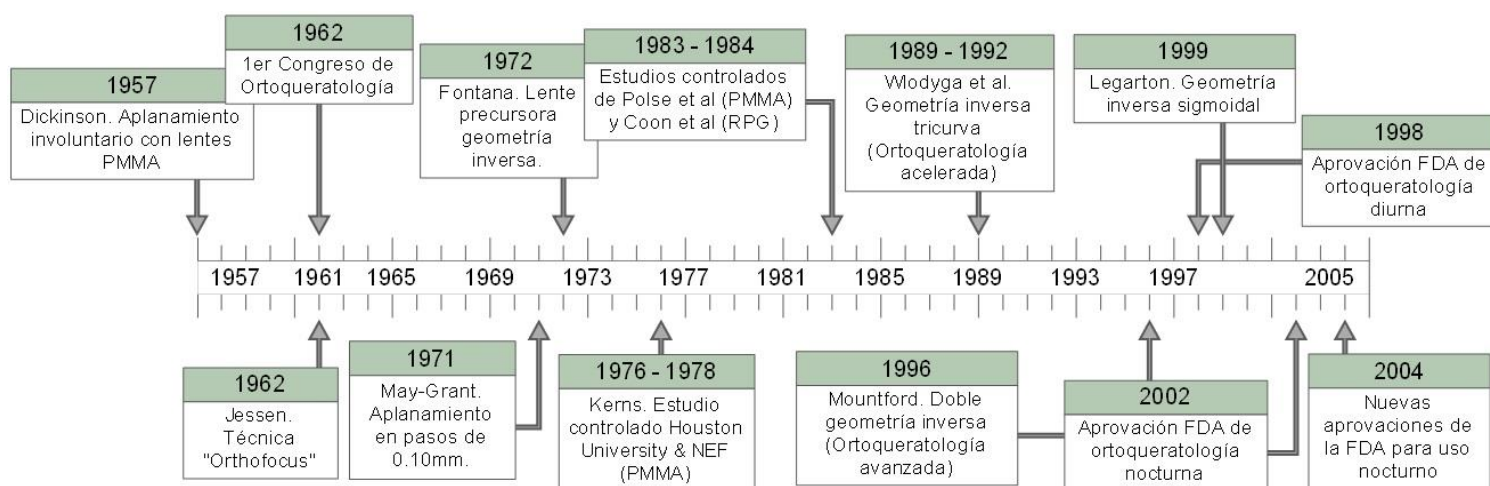 1957
Dickinson. Aplanamiento
involuntario con lentes
PMMA
1962
1er Congreso de
Ortoqueratología
1972
Fontana. Lente
precursora
geometría
inversa.
1983 - 1984
Estudios controlados
de Polse et al (PMMA)
y Coon et al (RPG)
1989 - 1992
Wlodyga et al.
Geometría inversa
tricurva
(Ortoqueratología
acelerada)
1999
Legarton. Geometría
inversa sigmoidal
1998
Aprovación FDA de
ortoqueratología
diurna
1957 1961 1965 1969 1973 1977 1981 1985 1989 1993 1997 2005
1962
Jessen.
Técnica
"Orthofocus"
1971
May-Grant.
Aplanamiento
en pasos de
0.10mm.
1976 - 1978
Kerns. Estudio
controlado Houston
University & NEF
(PMMA)
1996
Mountford. Doble
geometría inversa
(Ortoqueratología
avanzada)
2002
Aprovación FDA de
ortoqueratología
nocturna
2004
Nuevas
aprovaciones de
la FDA para uso
nocturno